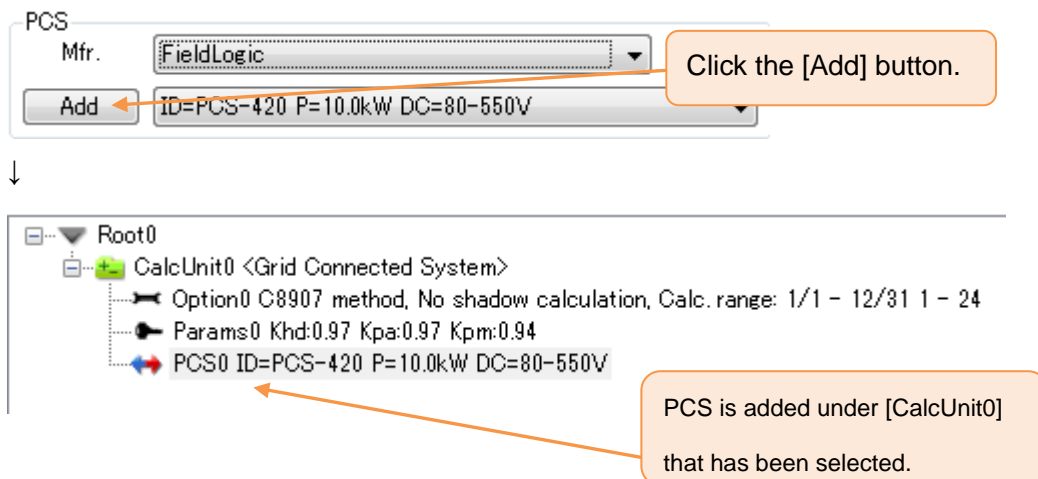 PCS
Mfr. FieldLogic
Click the [Add] button.
Add ID=PCS-420 P=10.0kW DC=80-550V
↓
Root0
CalcUnit0 <Grid Connected System>
Option0 C8907 method, No shadow calculation, Calc. range: 1/1 - 12/31 1 - 24
Params0 Khd:0.97 Kpa:0.97 Kpm:0.94
PCS0 ID=PCS-420 P=10.0kW DC=80-550V
PCS is added under [CalcUnit0]
that has been selected.